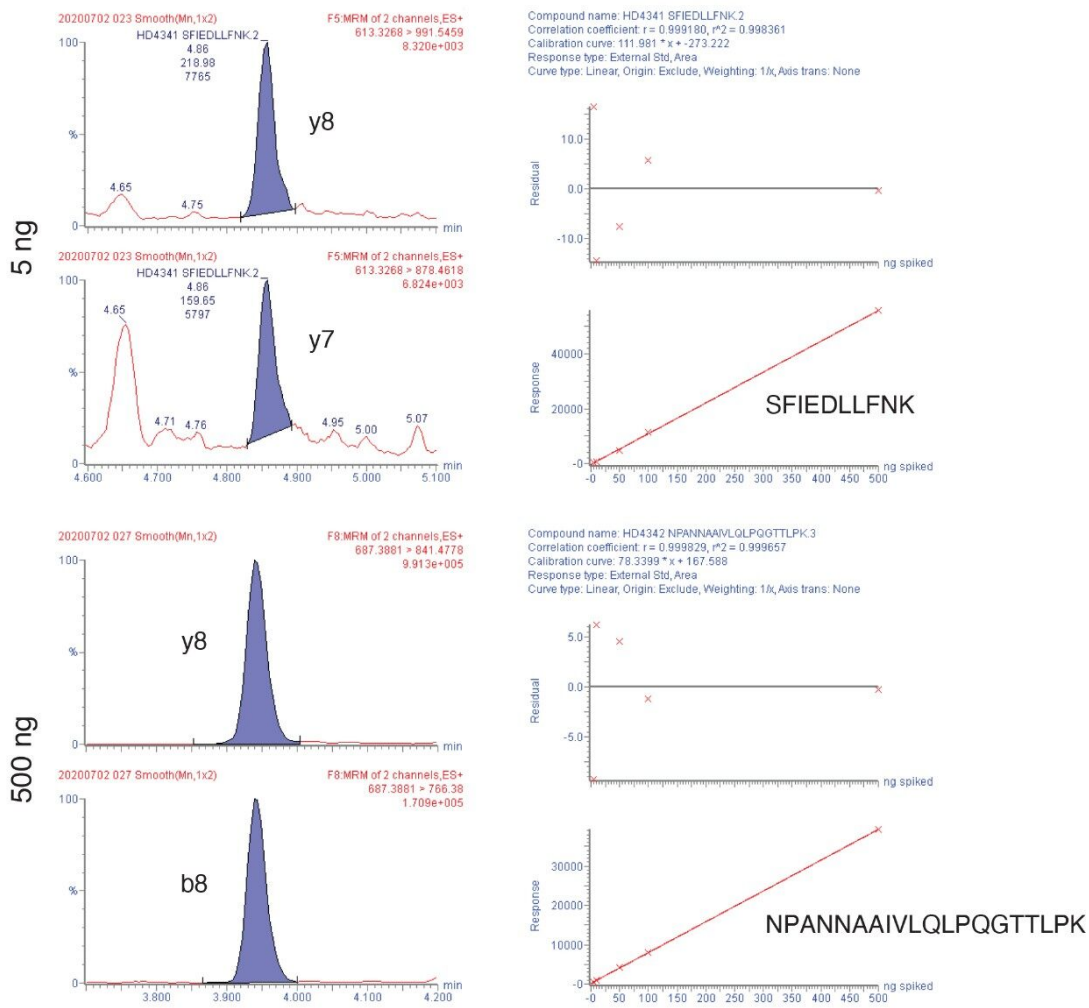 5 ng
20200702 023 Smooth(Mn,1x2)
F5:MRM of 2 channels,ES+
HD4341 SFIEDLLFNK.2
613.3268 > 991.5459
4.86
8.320e+003
218.98
7765
100
%
0
4.65
4.75
y8
min
20200702 023 Smooth(Mn,1x2)
F5:MRM of 2 channels,ES+
HD4341 SFIEDLLFNK.2
613.3268 > 878.4618
4.86
6.824e+003
159.65
5797
100
%
0
4.65
4.71
4.76
4.95
5.00
5.07
y7
min
4.600 4.700 4.800 4.900 5.000 5.100
Compound name: HD4341 SFIEDLLFNK.2
Correlation coefficient: r = 0.999180, r^2 = 0.998361
Calibration curve: 111.981 * x + -273.222
Response type: External Std, Area
Curve type: Linear, Origin: Exclude, Weighting: 1/x, Axis trans: None
Residual
10.0
0.0
-10.0
ng spiked
Response
40000
20000
-0
SFIEDLLFNK
ng spiked
-0 50 100 150 200 250 300 350 400 450 500
500 ng
20200702 027 Smooth(Mn,1x2)
F8:MRM of 2 channels,ES+
687.3881 > 841.4778
9.913e+005
100
%
0
y8
min
20200702 027 Smooth(Mn,1x2)
F8:MRM of 2 channels,ES+
687.3881 > 766.38
1.709e+005
100
%
0
b8
min
3.800 3.900 4.000 4.100 4.200
Compound name: HD4342 NPANNAAIVLQLPQGTTLPK.3
Correlation coefficient: r = 0.999829, r^2 = 0.999657
Calibration curve: 78.3399 * x + 167.588
Response type: External Std, Area
Curve type: Linear, Origin: Exclude, Weighting: 1/x, Axis trans: None
Residual
5.0
0.0
-5.0
ng spiked
Response
30000
20000
10000
-0
NPANNAAIVLQLPQGTTLPK
ng spiked
-0 50 100 150 200 250 300 350 400 450 500